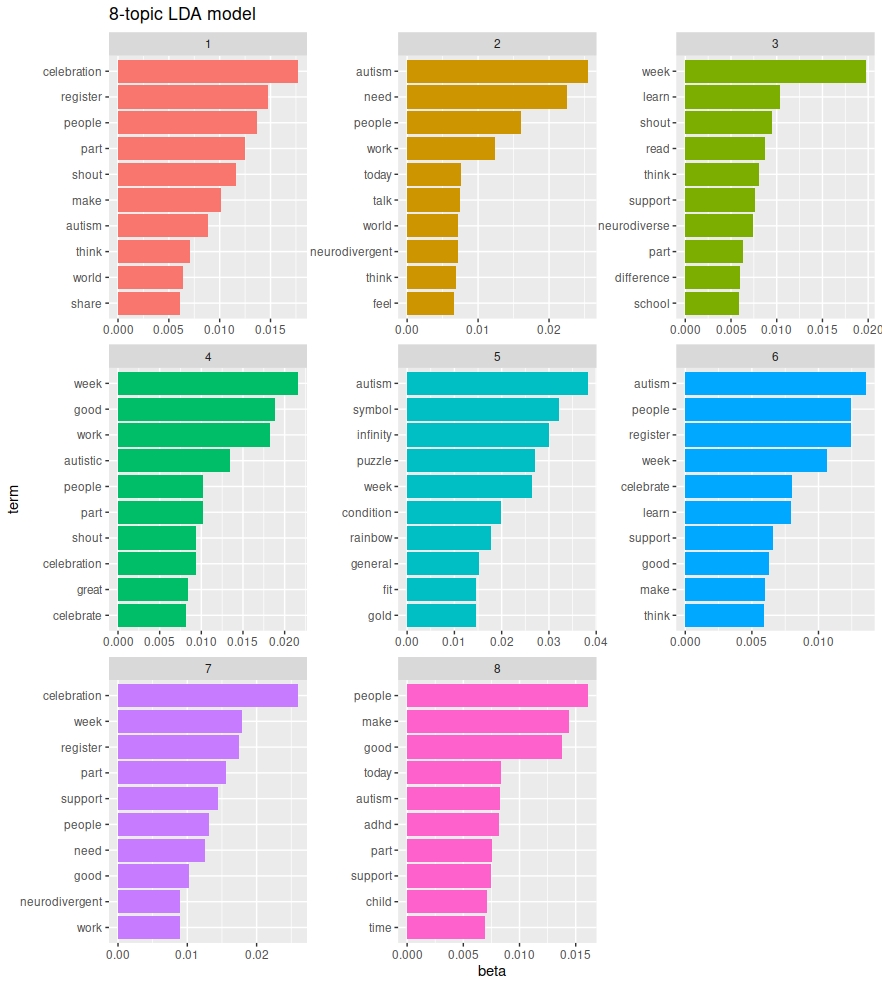 8-topic LDA model
1
celebration
register
people
part
shout
make
autism
think
world
share
0.000 0.005 0.010 0.015
2
autism
need
people
work
today
talk
world
neurodivergent
think
feel
0.00 0.01 0.02
3
week
learn
shout
read
think
support
neurodiverse
part
difference
school
0.000 0.005 0.010 0.015 0.020
4
week
good
work
autistic
people
part
shout
celebration
great
celebrate
0.000 0.005 0.010 0.015 0.020
5
autism
symbol
infinity
puzzle
week
condition
rainbow
general
fit
gold
0.00 0.01 0.02 0.03 0.04
6
autism
people
register
week
celebrate
learn
support
good
make
think
0.000 0.005 0.010
7
celebration
week
register
part
support
people
need
good
neurodivergent
work
0.00 0.01 0.02
8
people
make
good
today
autism
adhd
part
support
child
time
0.000 0.005 0.010 0.015
term
beta